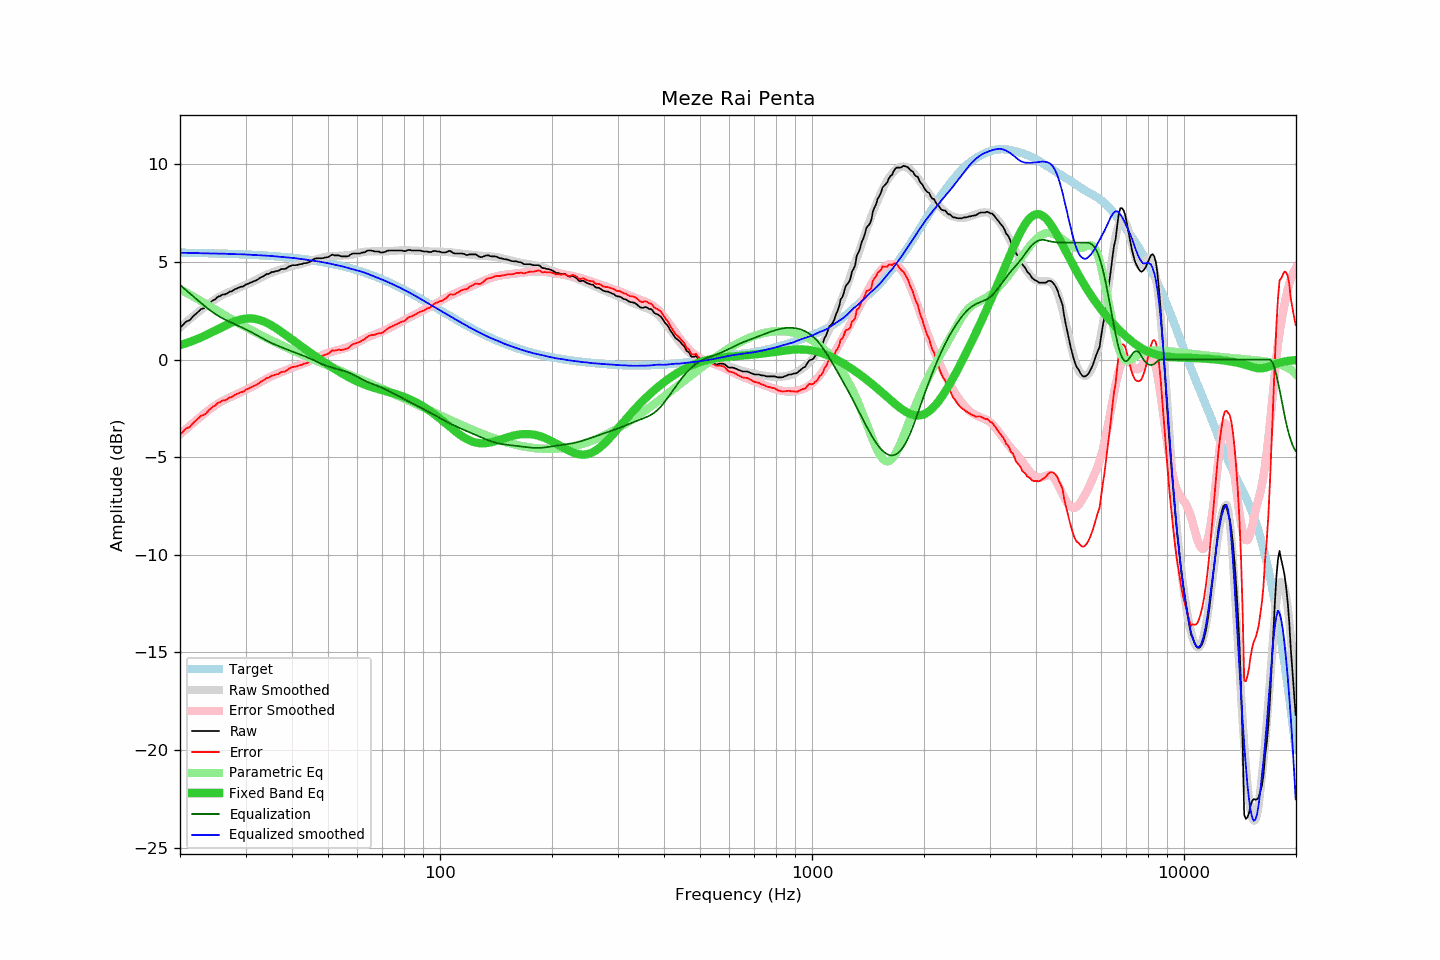 Meze Rai Penta
Amplitude (dBr)
10
5
0
−5
−10
−15
−20
−25
Target
Raw Smoothed
Error Smoothed
Raw
Error
Parametric Eq
Fixed Band Eq
Equalization
Equalized smoothed
100
1000
10000
Frequency (Hz)